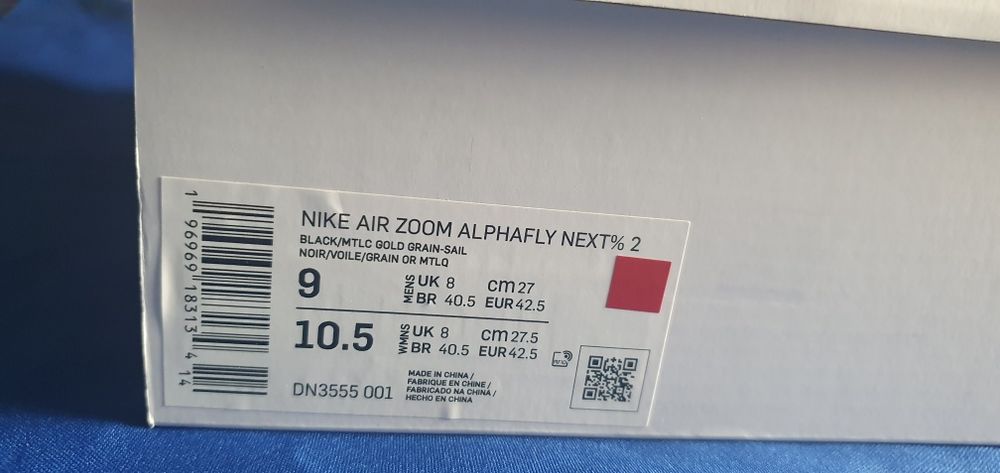 NIKE AIR ZOOM ALPHAFLY NEXT% 2
BLACK/MTLC GOLD GRAIN-SAIL
NOIR/VOILE/GRAIN OR MTLQ
9 MENS UK 8 cm 27
BR 40.5 EUR 42.5
10.5 WMNS UK 8 cm 27.5
BR 40.5 EUR 42.5
DN3555 001
MADE IN CHINA /
FABRIQUE EN CHINE /
FABRICADO NA CHINA /
HECHO EN CHINA
1 96969 18313 4 14